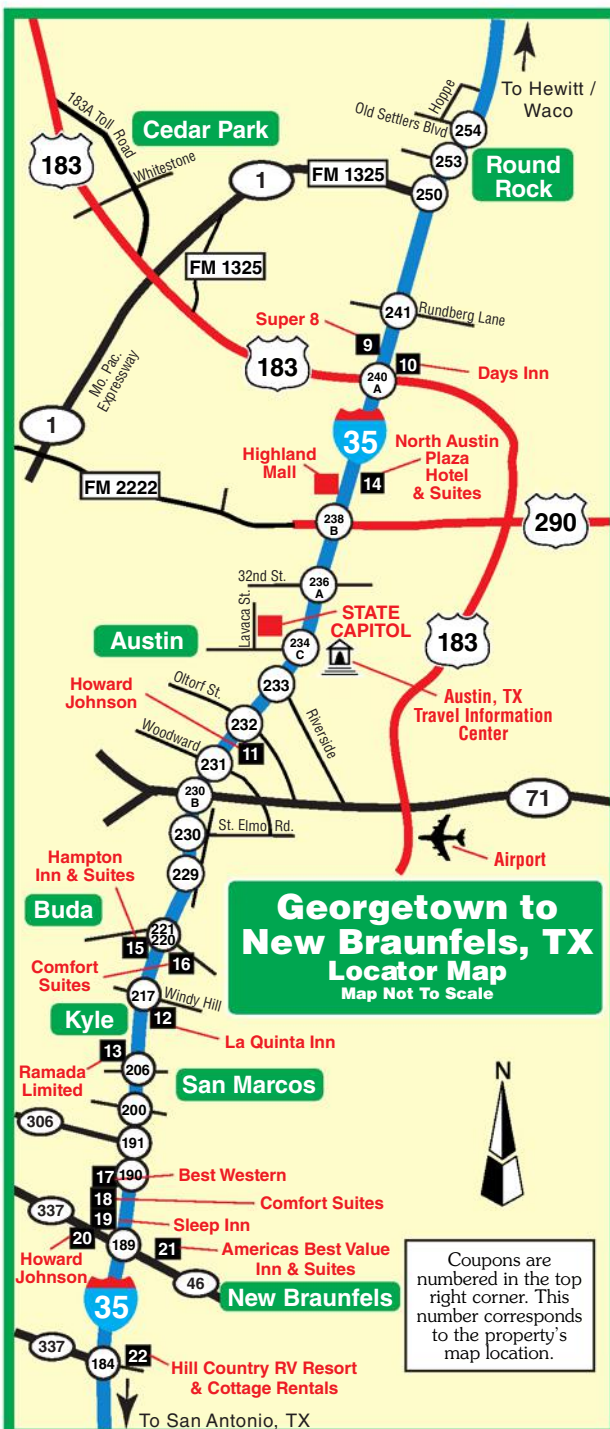 To Hewitt /
Waco
Hoppe
Old Settlers Blvd
254
183A Toll Road
Cedar Park
253
Round
Rock
183
Whitestone
1
FM 1325
250
FM 1325
241
Rundberg Lane
Super 8
9
Mo. Pac.
Expressway
183
10
Days Inn
240
A
1
35
Highland
Mall
North Austin
Plaza
Hotel
& Suites
14
FM 2222
238
B
290
32nd St.
236
A
Lavaca St.
STATE
CAPITOL
183
Austin
234
C
Howard
Johnson
233
Austin, TX
Travel Information
Center
Oltorf St.
232
Riverside
Woodward
11
231
230
B
71
230
St. Elmo Rd.
Airport
Hampton
Inn & Suites
229
Georgetown to
New Braunfels, TX
Locator Map
Map Not To Scale
Buda
221
220
15
16
Comfort
Suites
217
Windy Hill
Kyle
12
La Quinta Inn
13
Ramada
Limited
206
San Marcos
N
200
306
191
17
190
Best Western
18
Comfort Suites
337
19
Sleep Inn
20
189
21
Americas Best Value
Inn & Suites
Howard
Johnson
46
New Braunfels
35
Coupons are
numbered in the top
right corner. This
number corresponds
to the property's
map location.
337
184
22
Hill Country RV Resort
& Cottage Rentals
To San Antonio, TX